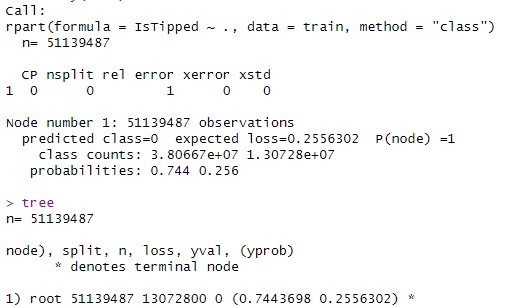 Call:
rpart(formula = IsTipped ~ ., data = train, method = "class")
  n= 51139487

  CP nsplit rel error xerror xstd
1  0      0         1      0    0

Node number 1: 51139487 observations
  predicted class=0  expected loss=0.2556302  P(node) =1
    class counts: 3.80667e+07 1.30728e+07
   probabilities: 0.744 0.256

> tree
n= 51139487

node), split, n, loss, yval, (yprob)
      * denotes terminal node

1) root 51139487 13072800 0 (0.7443698 0.2556302) *